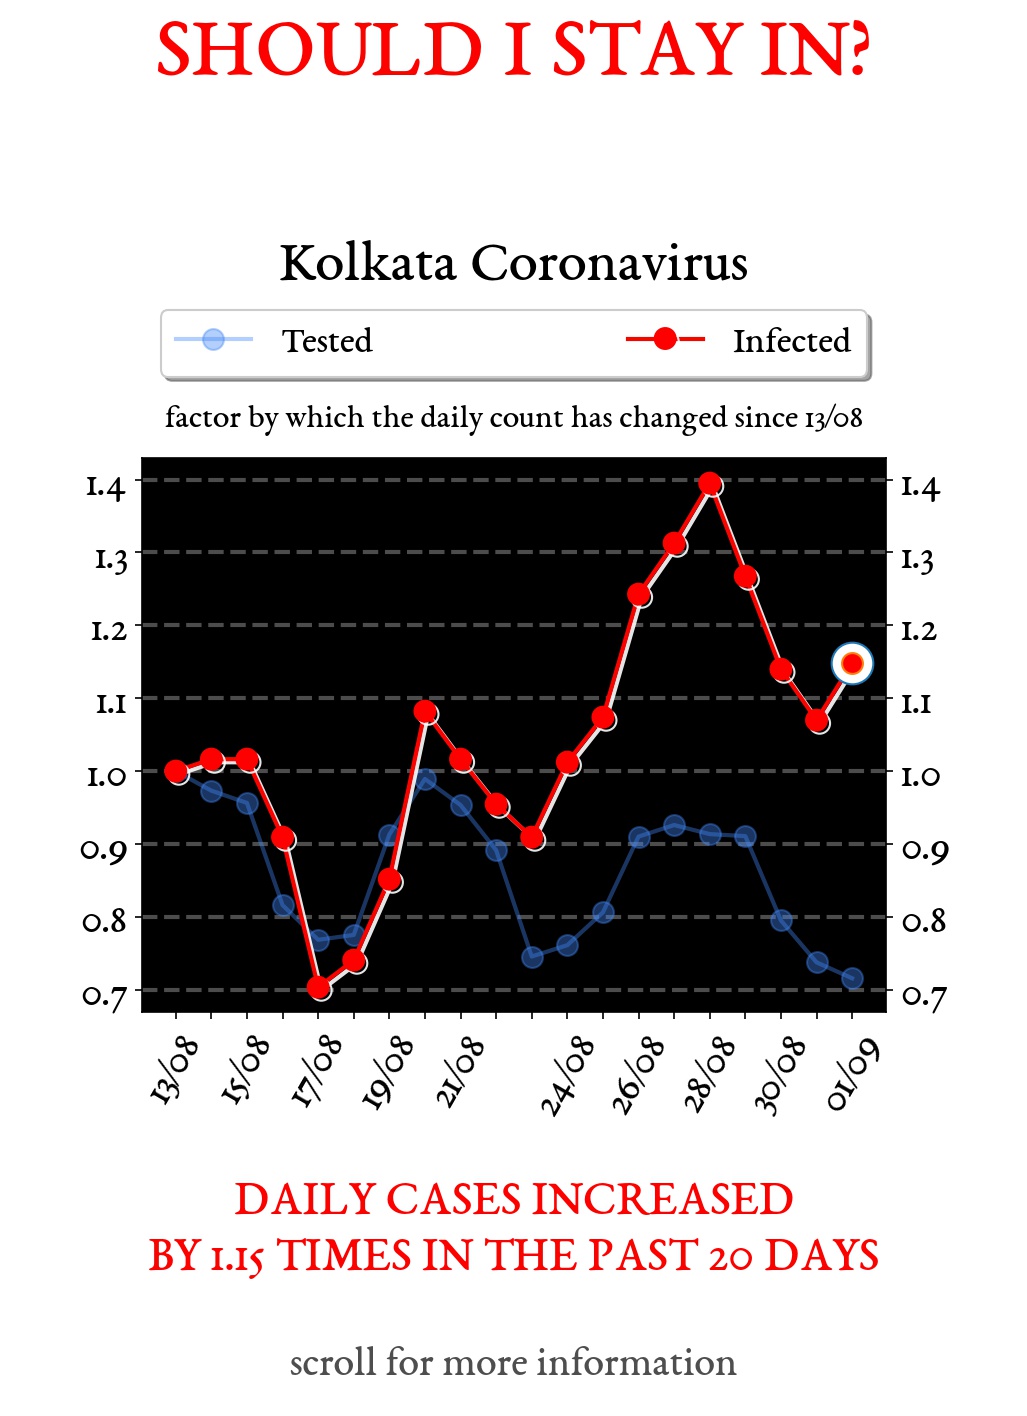 SHOULD I STAY IN?
Kolkata Coronavirus
Tested Infected
factor by which the daily count has changed since 13/08
1.4 1.4
1.3 1.3
1.2 1.2
1.1 1.1
1.0 1.0
0.9 0.9
0.8 0.8
0.7 0.7
13/08 15/08 17/08 19/08 21/08 24/08 26/08 28/08 30/08 01/09
DAILY CASES INCREASED
BY 1.15 TIMES IN THE PAST 20 DAYS
scroll for more information